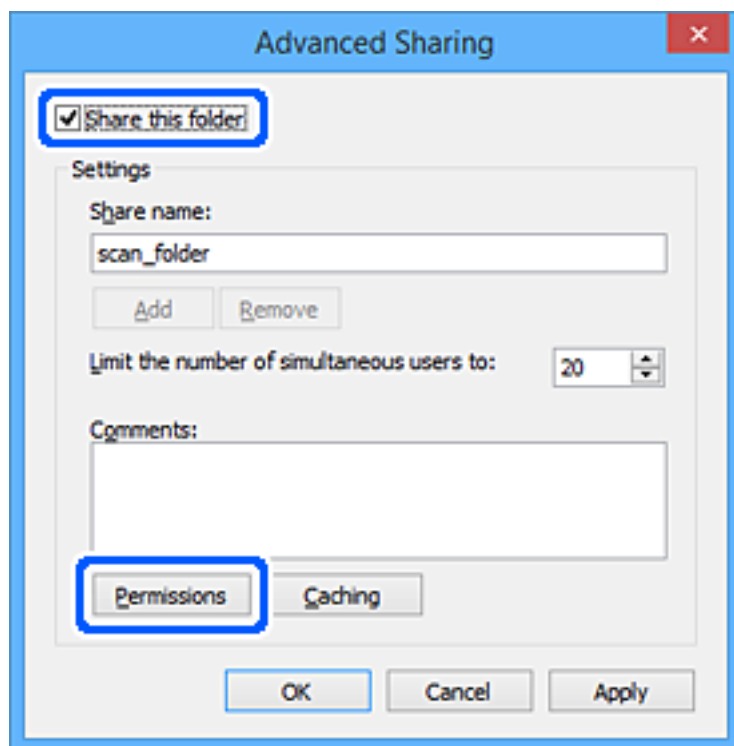 Advanced Sharing
Share this folder
Settings
Share name:
scan_folder
Add Remove
Limit the number of simultaneous users to: 20
Comments:
Permissions Caching
OK Cancel Apply